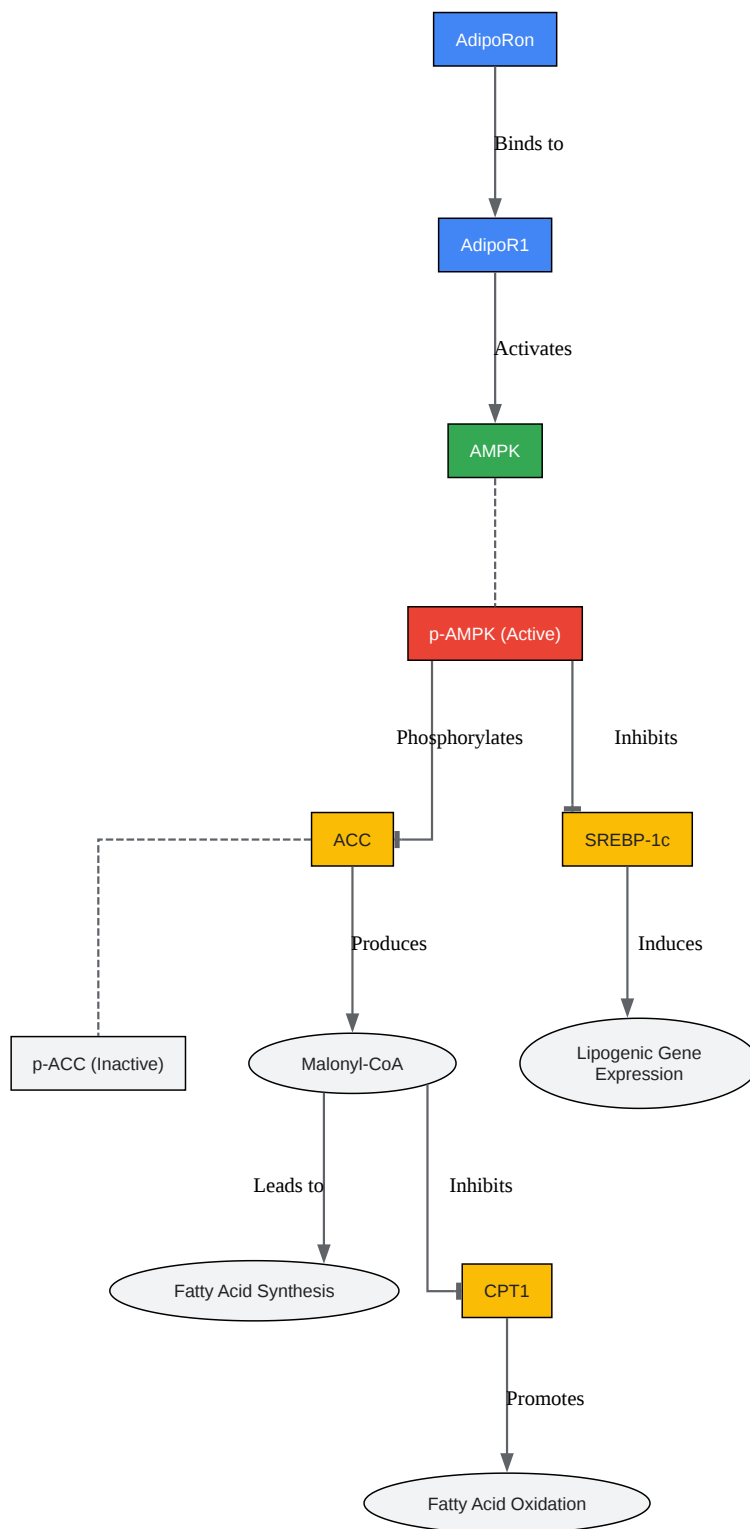 AdipoRon
Binds to
AdipoR1
Activates
AMPK
p-AMPK (Active)
Phosphorylates
Inhibits
ACC
SREBP-1c
Produces
Induces
p-ACC (Inactive)
Malonyl-CoA
Lipogenic Gene
Expression
Leads to
Inhibits
Fatty Acid Synthesis
CPT1
Promotes
Fatty Acid Oxidation